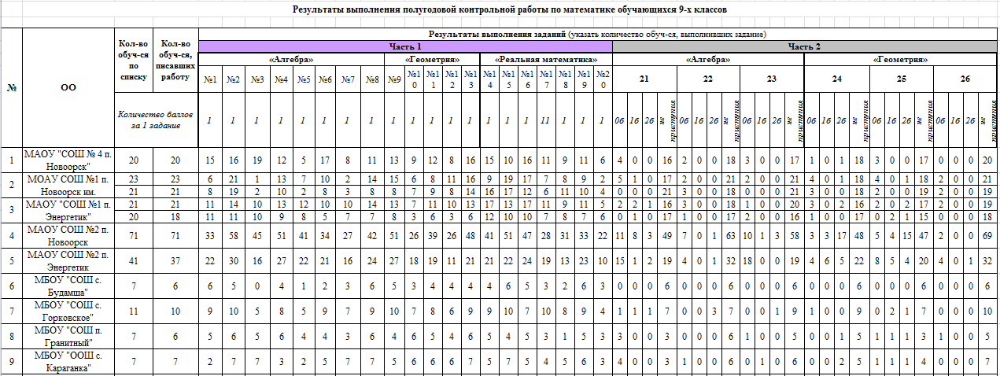 Результаты выполнения полугодовой контрольной работы по математике обучающихся 9-х классов
№ ОО Кол-во обуч-ся по списку Кол-во обуч-ся, писавших работу Результаты выполнения заданий (указать количество обуч-ся, выполнивших задание)
Часть 1 Часть 2
«Алгебра» «Геометрия» «Реальная математика» «Алгебра» «Геометрия»
№1 №2 №3 №4 №5 №6 №7 №8 №9 №10 №11 №12 №13 №14 №15 №16 №17 №18 №19 №20 21 22 23 24 25 26
Количество баллов за 1 задание 1 1 1 1 1 1 1 1 1 1 1 1 1 1 1 1 11 1 1 1 0б 1б 2б не приступил 0б 1б 2б не приступил 0б 1б 2б не приступил 0б 1б 2б не приступил 0б 1б 2б не приступил 0б 1б 2б не приступил
1 МАОУ "СОШ № 4 п. Новоорск" 20 20 15 16 19 12 5 17 8 11 13 9 12 8 16 15 10 16 11 9 11 6 4 0 0 16 2 0 0 18 3 0 0 17 1 0 1 18 3 0 0 17 0 0 0 20
2 МОАУ СОШ №1 п. Новоорск им. 23 23 6 21 1 13 7 10 2 14 15 6 8 11 16 9 19 17 7 8 9 2 5 1 0 17 2 0 0 21 2 0 0 21 4 0 1 18 4 0 1 18 2 0 0 21
21 21 8 19 2 10 2 8 3 8 8 7 9 8 14 16 17 12 6 11 10 4 0 0 0 21 3 0 0 18 0 0 0 21 0 0 0 21 2 0 0 19 2 0 0 19
3 МАОУ "СОШ №1 п. Энергетик" 21 21 11 14 10 13 12 10 10 14 13 7 11 10 13 17 13 17 11 9 11 5 2 2 1 16 3 0 0 18 1 0 0 20 3 0 2 16 2 0 2 17 2 0 0 19
20 18 11 11 10 9 8 5 7 7 8 3 6 3 6 12 10 10 7 8 7 6 0 1 0 17 1 0 0 17 2 0 0 16 1 0 0 17 0 2 1 15 0 0 0 18
4 МАОУ СОШ №2 п. Новоорск 71 71 33 58 45 51 41 34 27 42 51 26 39 26 48 41 51 47 28 31 33 22 11 8 3 49 7 0 1 63 10 1 3 58 3 3 17 48 5 4 15 47 2 0 0 69
5 МАОУ СОШ №2 п. Энергетик 41 37 22 30 16 27 22 21 16 24 27 18 19 11 21 21 22 24 19 13 23 10 15 1 2 19 4 0 1 32 18 0 0 19 4 6 5 22 8 5 4 20 4 0 1 32
6 МБОУ "СОШ с. Будамша" 7 6 6 5 0 4 1 2 3 6 5 3 4 4 4 4 6 5 3 2 6 3 0 0 0 6 0 0 0 6 0 0 0 6 0 0 0 6 0 0 0 6 0 0 0 6
7 МБОУ "СОШ с. Горковское" 11 10 9 10 5 8 5 9 7 9 10 7 8 6 9 9 10 7 10 8 9 4 1 1 1 7 0 0 3 7 0 0 1 9 1 0 0 9 0 2 1 7 0 0 0 10
8 МБОУ "СОШ п. Гранитный" 7 6 5 6 5 6 4 4 3 6 4 6 5 4 6 5 4 5 3 1 5 3 3 0 0 3 0 0 0 6 1 0 0 5 0 0 1 5 1 1 1 3 1 0 0 5
9 МБОУ "ООШ с. Караганка" 7 7 2 7 7 3 2 5 7 7 5 6 6 6 7 5 7 5 4 5 6 3 4 0 0 3 1 0 0 6 0 1 0 6 0 0 2 5 1 1 1 4 0 0 0 7